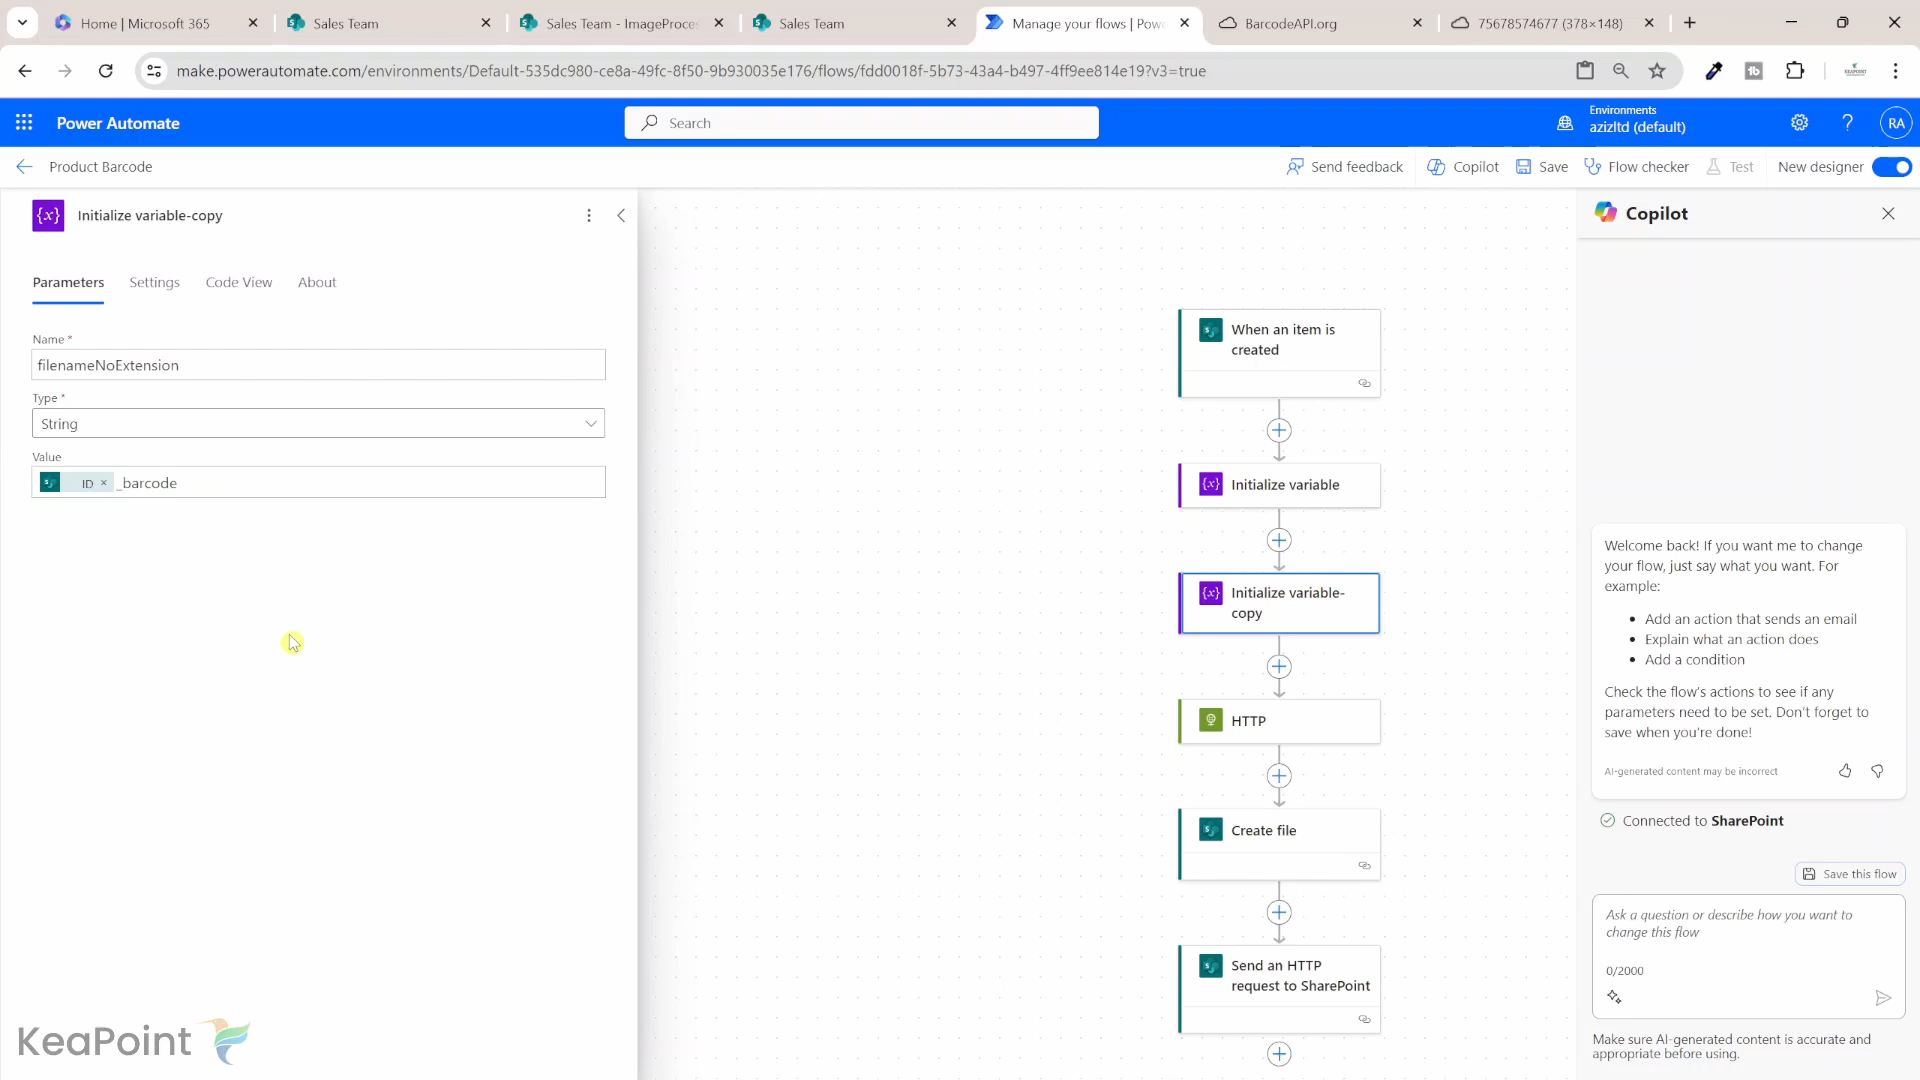 Home | Microsoft 365
Sales Team
Sales Team - ImageProces
Sales Team
Manage your flows | Powe
BarcodeAPI.org
75678574677 (378×148)
make.powerautomate.com/environments/Default-535dc980-ce8a-49fc-8f50-9b930035e176/flows/fdd0018f-5b73-43a4-b497-4ff9ee814e19?v3=true
Power Automate
Search
Environments
azizltd (default)
RA
Product Barcode
Send feedback
Copilot
Save
Flow checker
Test
New designer
{x} Initialize variable-copy
Parameters
Settings
Code View
About
Name *
filenameNoExtension
Type *
String
Value
ID × _barcode
When an item is
created
{x} Initialize variable
{x} Initialize variable-
copy
HTTP
Create file
Send an HTTP
request to SharePoint
Copilot
Welcome back! If you want me to change
your flow, just say what you want. For
example:
• Add an action that sends an email
• Explain what an action does
• Add a condition
Check the flow's actions to see if any
parameters need to be set. Don't forget to
save when you're done!
AI-generated content may be incorrect
Connected to SharePoint
Save this flow
Ask a question or describe how you want to
change this flow
0/2000
Make sure AI-generated content is accurate and
appropriate before using.
KeaPoint